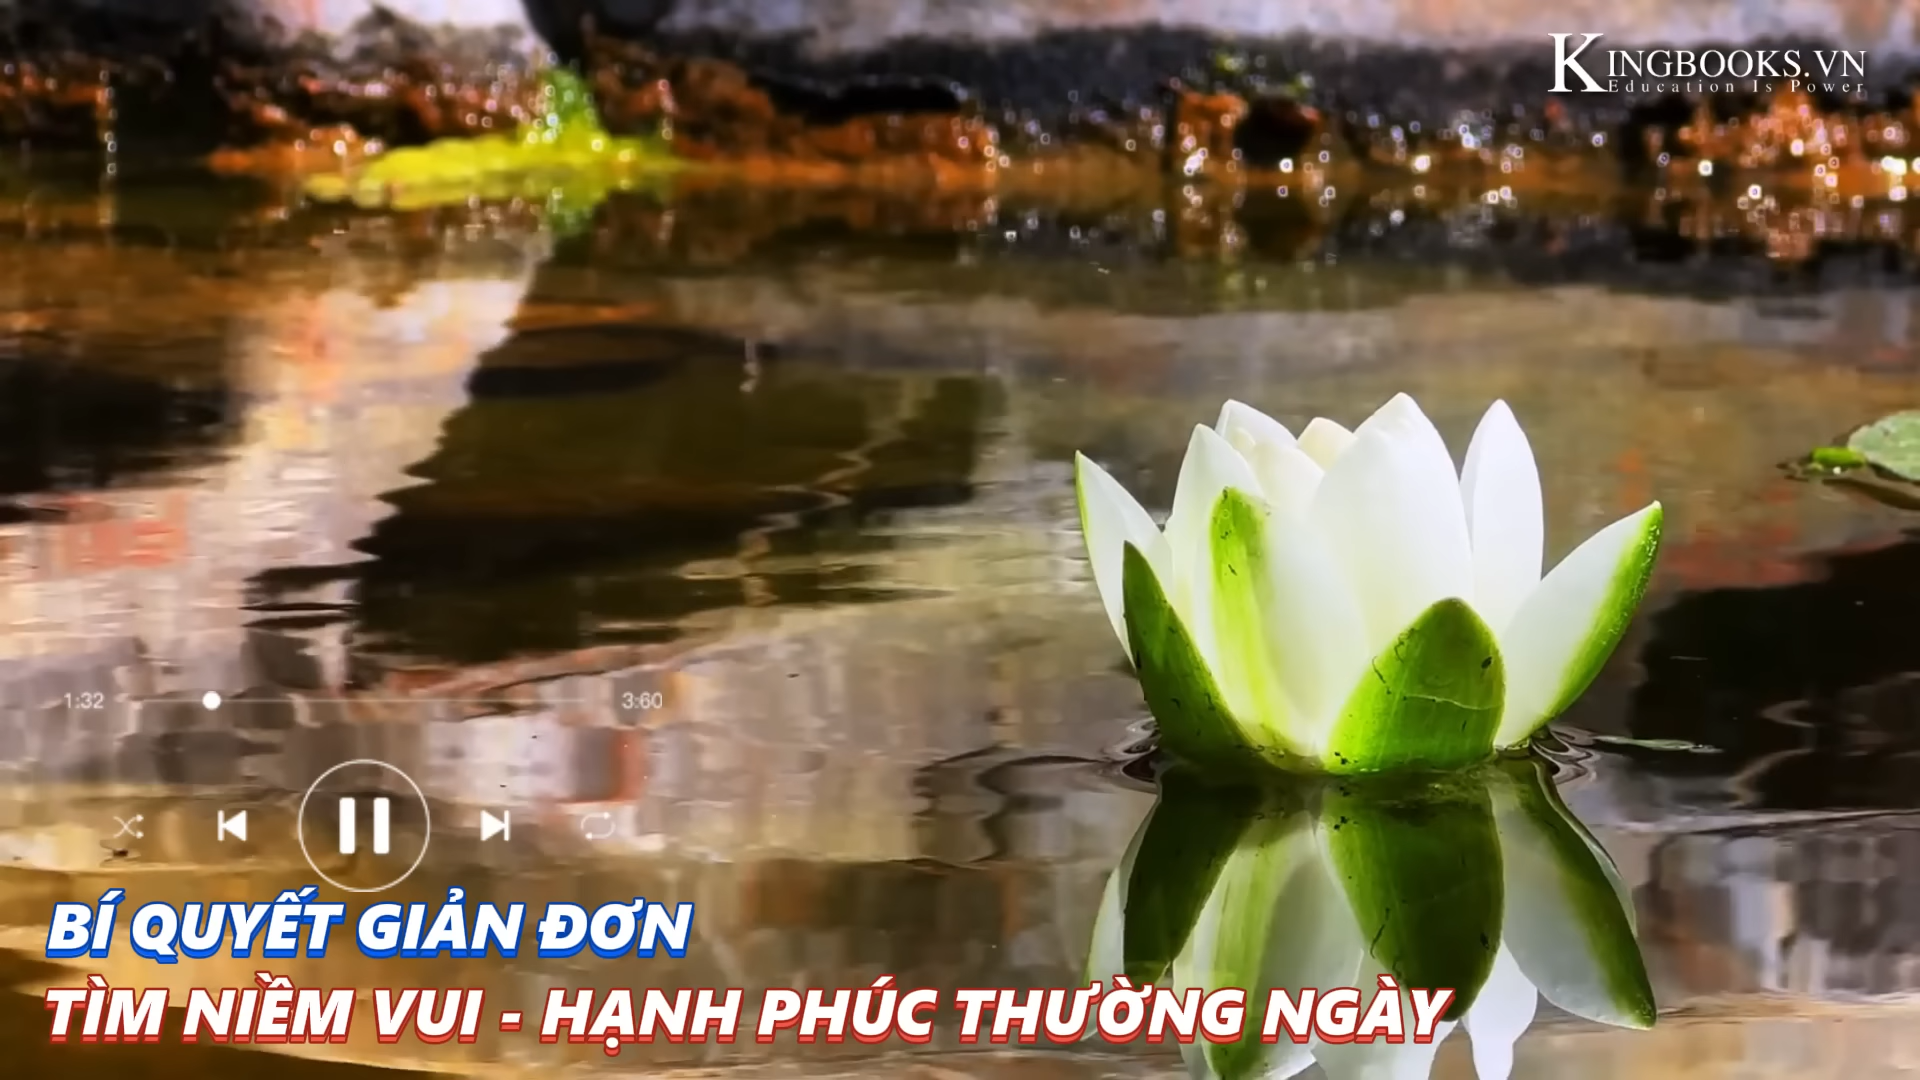 KINGBOOKS.VN
Education Is Power
1:32 3:60
BÍ QUYẾT GIẢN ĐƠN
TÌM NIỀM VUI - HẠNH PHÚC THƯỜNG NGÀY